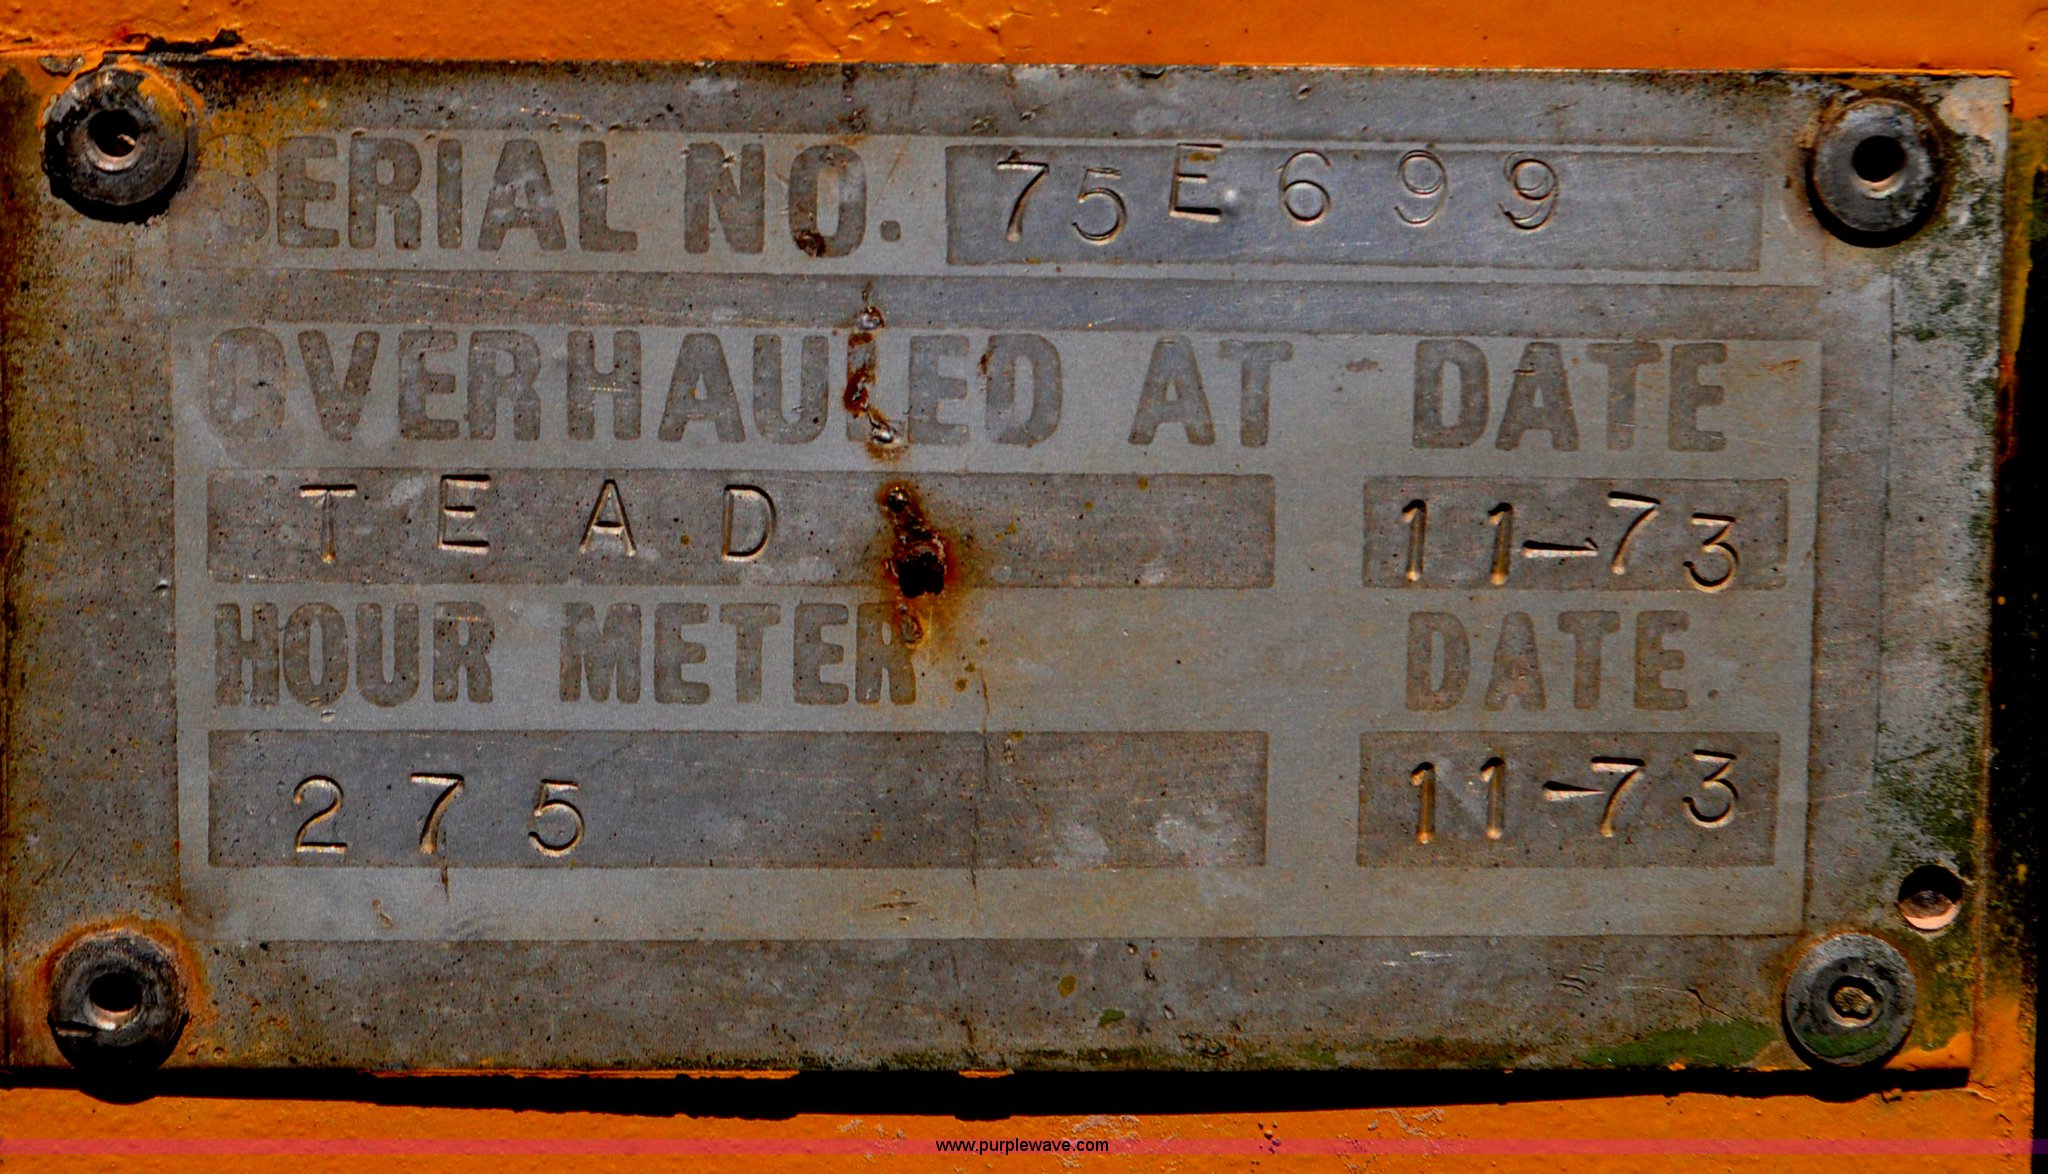 SERIAL NO. 75E699
OVERHAULED AT DATE
TEAD 11-73
HOUR METER DATE.
275 11-73
www.purplewave.com